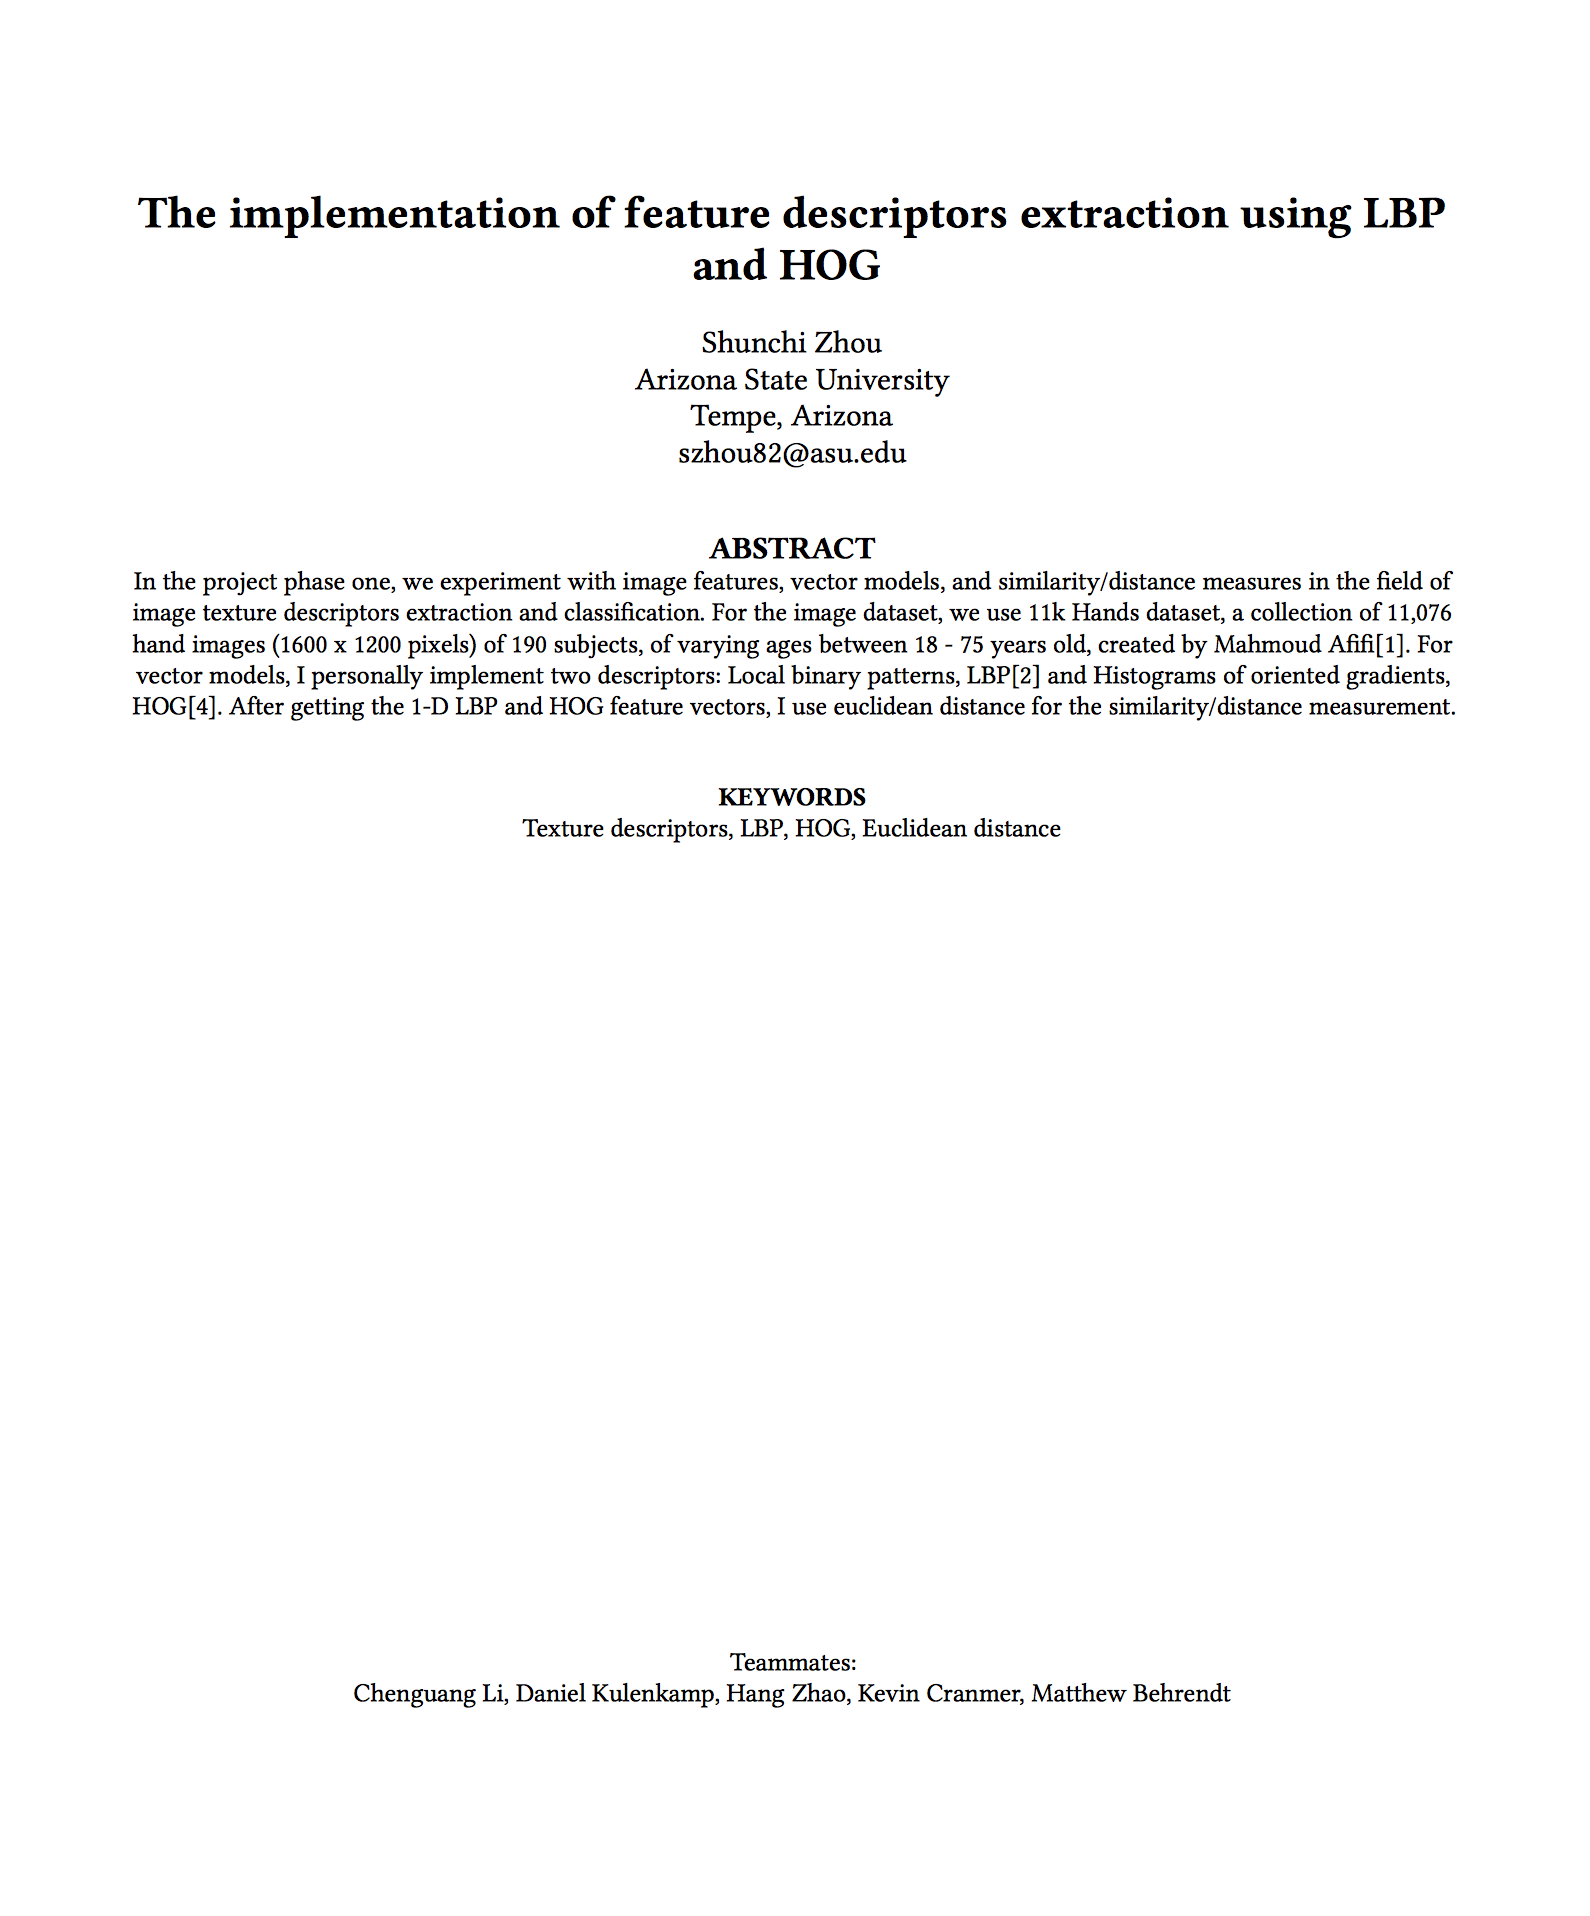 The implementation of feature descriptors extraction using LBP
and HOG
Shunchi Zhou
Arizona State University
Tempe, Arizona
szhou82@asu.edu
ABSTRACT
In the project phase one, we experiment with image features, vector models, and similarity/distance measures in the field of
image texture descriptors extraction and classification. For the image dataset, we use 11k Hands dataset, a collection of 11,076
hand images (1600 x 1200 pixels) of 190 subjects, of varying ages between 18 - 75 years old, created by Mahmoud Afifi[1]. For
vector models, I personally implement two descriptors: Local binary patterns, LBP[2] and Histograms of oriented gradients,
HOG[4]. After getting the 1-D LBP and HOG feature vectors, I use euclidean distance for the similarity/distance measurement.
KEYWORDS
Texture descriptors, LBP, HOG, Euclidean distance
Teammates:
Chenguang Li, Daniel Kulenkamp, Hang Zhao, Kevin Cranmer, Matthew Behrendt